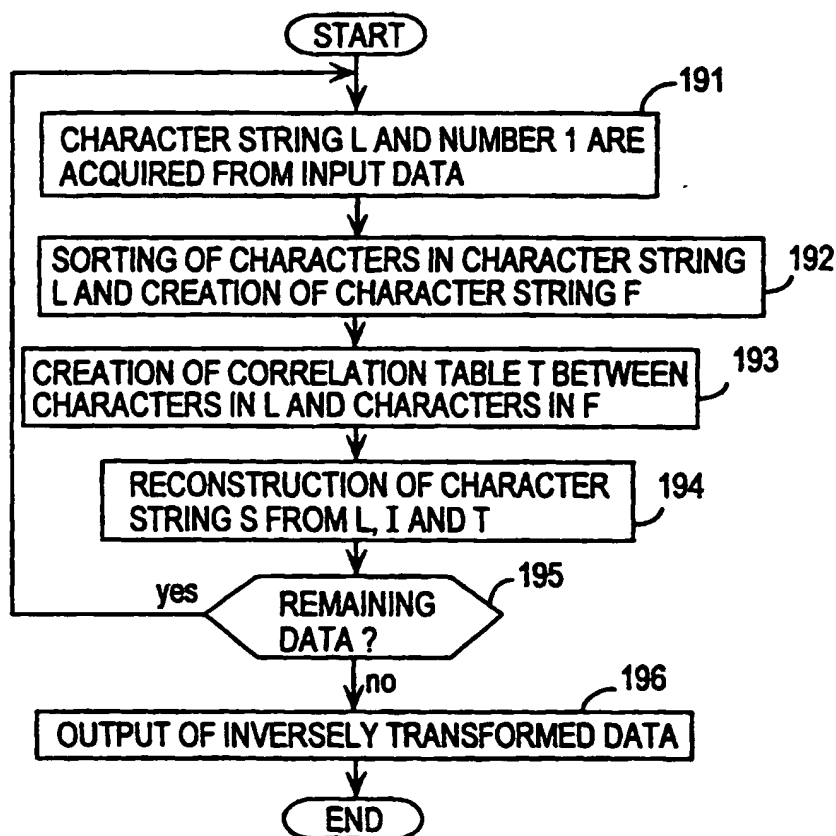 START
191
CHARACTER STRING L AND NUMBER 1 ARE
ACQUIRED FROM INPUT DATA
SORTING OF CHARACTERS IN CHARACTER STRING
L AND CREATION OF CHARACTER STRING F
192
CREATION OF CORRELATION TABLE T BETWEEN
CHARACTERS IN L AND CHARACTERS IN F
193
RECONSTRUCTION OF CHARACTER
STRING S FROM L, I AND T
194
195
yes
REMAINING
DATA ?
no
196
OUTPUT OF INVERSELY TRANSFORMED DATA
END